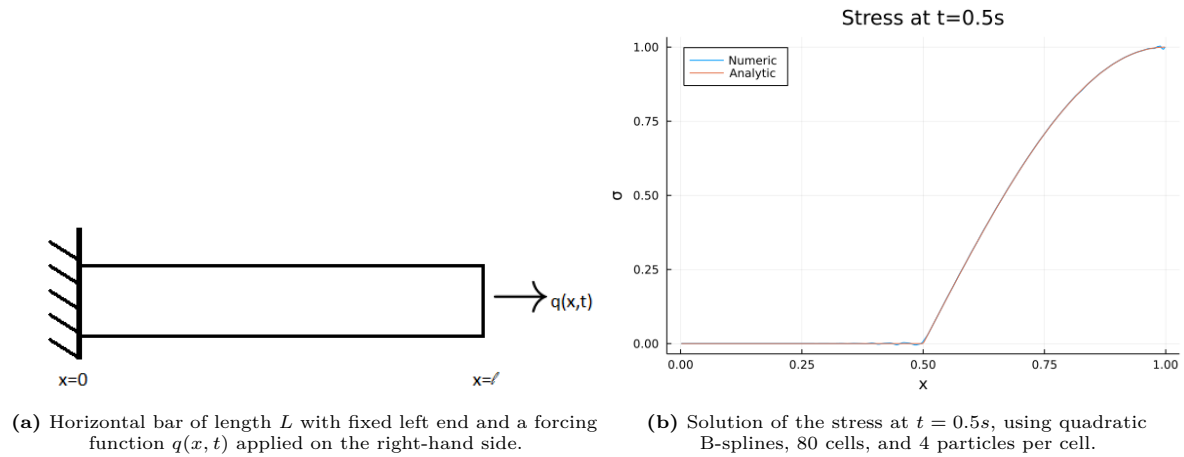 q(x,t)
x=0
x=ℓ
(a) Horizontal bar of length L with fixed left end and a forcing
function q(x, t) applied on the right-hand side.
Stress at t=0.5s
Numeric
Analytic
σ
1.00
0.75
0.50
0.25
0.00
0.00
0.25
0.50
0.75
1.00
x
(b) Solution of the stress at t = 0.5s, using quadratic
B-splines, 80 cells, and 4 particles per cell.